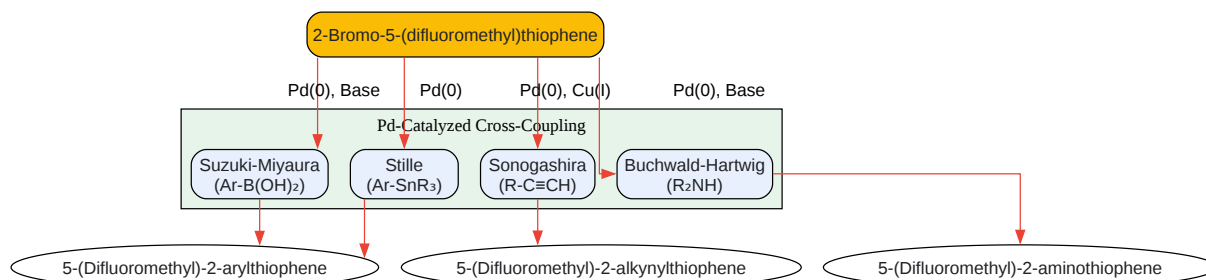 2-Bromo-5-(difluoromethyl)thiophene
Pd(0), Base
Pd(0)
Pd(0), Cu(I)
Pd(0), Base
Pd-Catalyzed Cross-Coupling
Suzuki-Miyaura
(Ar-B(OH)₂)
Stille
(Ar-SnR₃)
Sonogashira
(R-C≡CH)
Buchwald-Hartwig
(R₂NH)
5-(Difluoromethyl)-2-arylthiophene
5-(Difluoromethyl)-2-alkynylthiophene
5-(Difluoromethyl)-2-aminothiophene